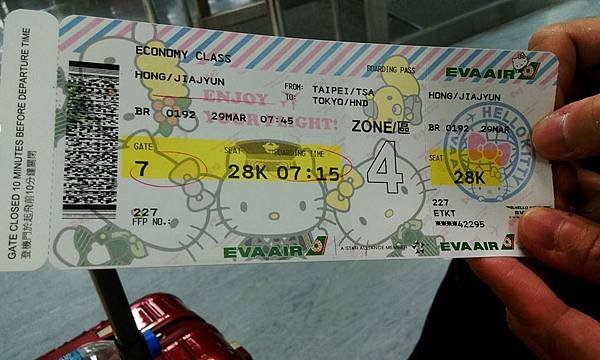 GATE CLOSED 10 MINUTES BEFORE DEPARTURE TIME
登機門於起飛前10分鐘關閉
ECONOMY CLASS
BOARDING PASS
EVA AIR
HONG/JIAJYUN
FROM: TAIPEI/TSA
TO: TOKYO/HND
ENJOY
YOUR FLIGHT!
BR 0192 29MAR 07:45
ZONE/區
4
GATE SEAT BOARDING TIME
7 28K 07:15
227
FFP NO.:
EVA AIR
A STAR ALLIANCE MEMBER
HONG/JIAJYUN
BR 0192 29MAR
HELLO KITTY
SEAT
28K
227
ETKT
****42295
EVA AIR